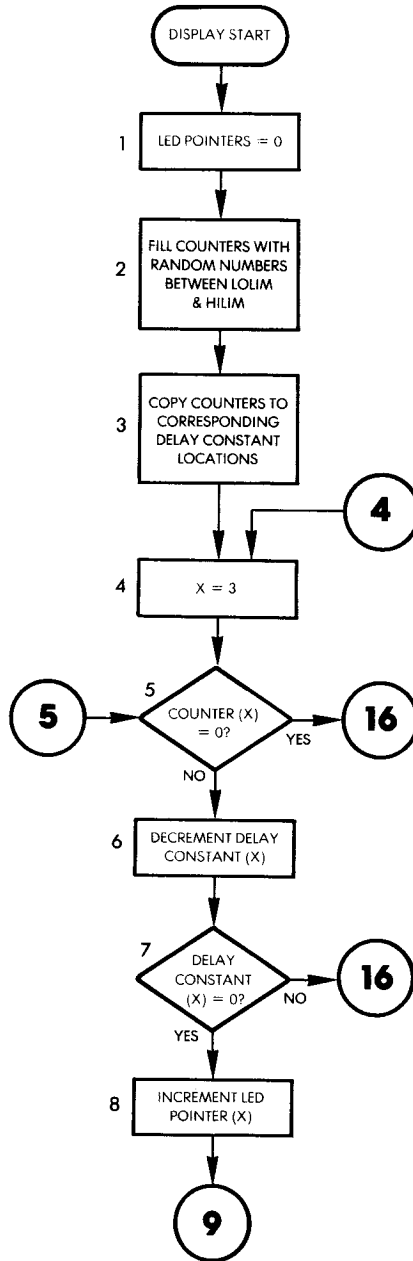 DISPLAY START
1
LED POINTERS = 0
2
FILL COUNTERS WITH
RANDOM NUMBERS
BETWEEN LOLIM
& HILIM
3
COPY COUNTERS TO
CORRESPONDING
DELAY CONSTANT
LOCATIONS
4
4
X = 3
5
5
COUNTER (X)
= 0?
YES
16
NO
6
DECREMENT DELAY
CONSTANT (X)
7
DELAY
CONSTANT
(X) = 0?
NO
16
YES
8
INCREMENT LED
POINTER (X)
9